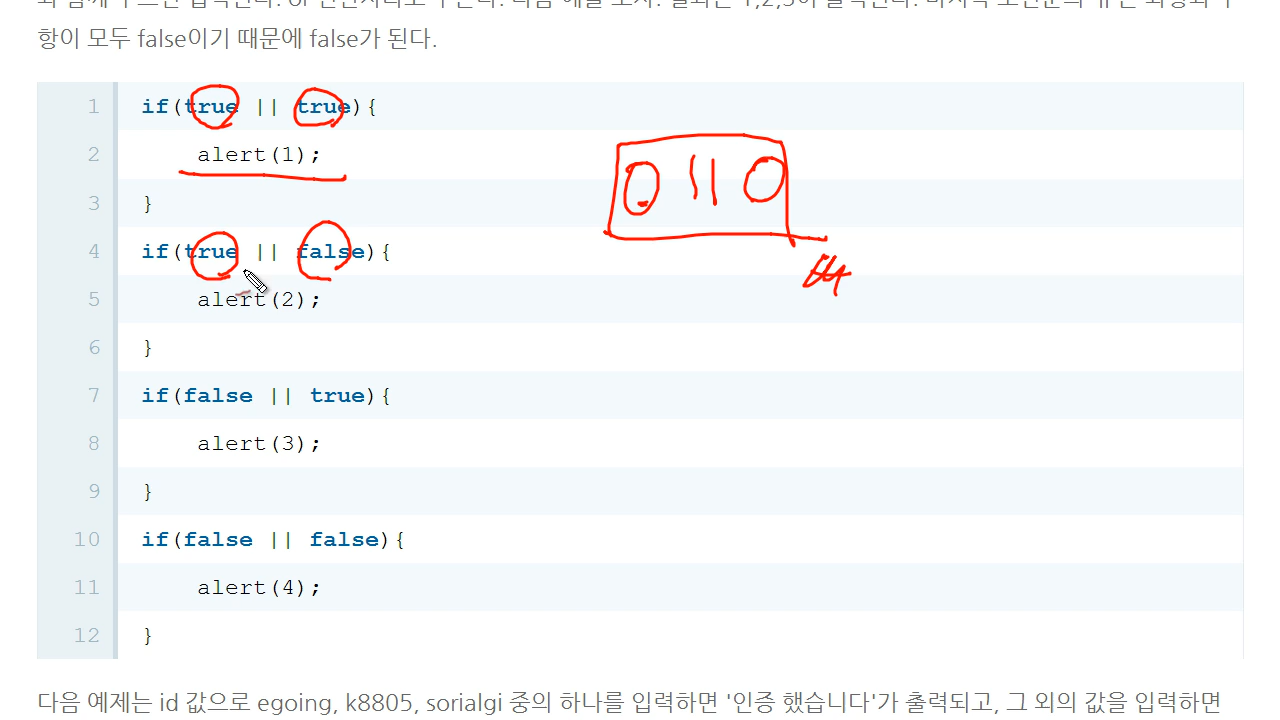 항이 모두 false이기 때문에 false가 된다.
1 if(true || true){
2 alert(1);
3 }
4 if(true || false){
5 alert(2);
6 }
7 if(false || true){
8 alert(3);
9 }
10 if(false || false){
11 alert(4);
12 }
0 || 0
다음 예제는 id 값으로 egoing, k8805, sorialgi 중의 하나를 입력하면 '인증 했습니다'가 출력되고, 그 외의 값을 입력하면